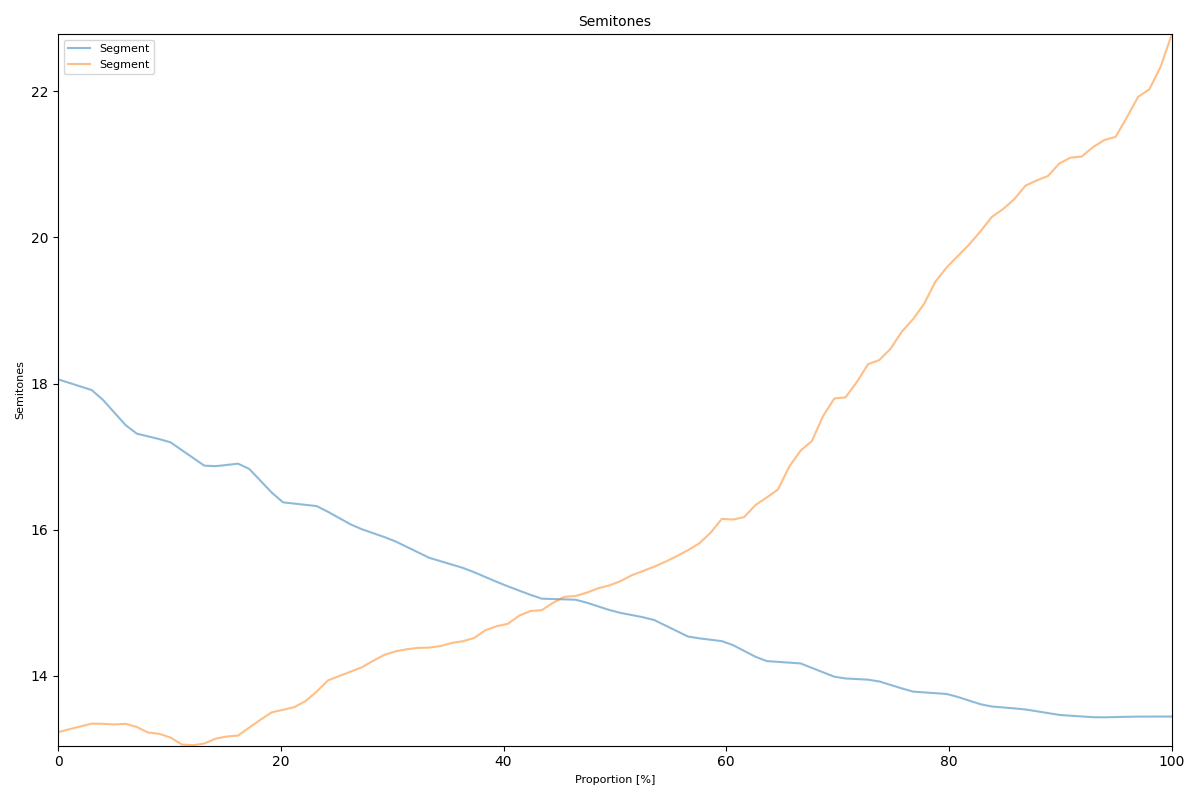 Semitones
Segment
Segment
22
20
18
16
14
Semitones
0 20 40 60 80 100
Proportion [%]